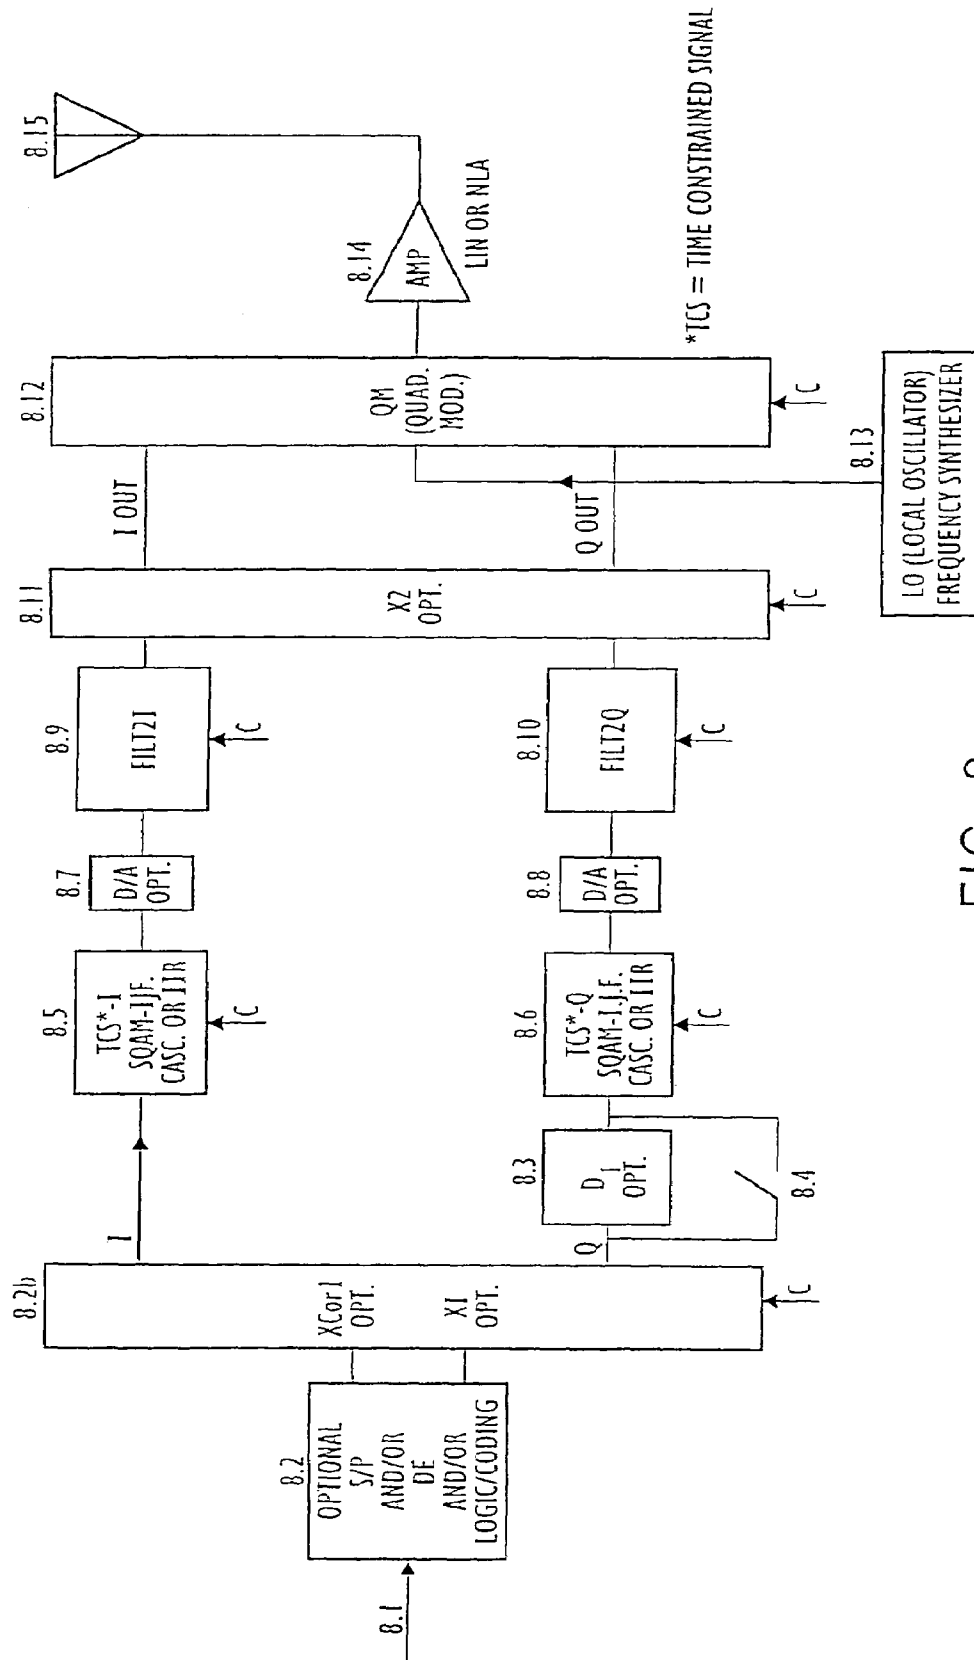 8.1
8.2
OPTIONAL
S/P
AND/OR
DE
AND/OR
LOGIC/CODING
8.2b
XCor1
OPT.
X1
OPT.
C
I
Q
8.3
D1
OPT.
8.4
8.5
TCS*-I
SQAM-IJF.
CASC. OR IIR
C
8.6
TCS*-Q
SQAM-I.J.F.
CASC. OR IIR
C
8.7
D/A
OPT.
8.8
D/A
OPT.
8.9
FILT2I
C
8.10
FILT2Q
C
8.11
X2
OPT.
C
I OUT
Q OUT
8.12
QM
(QUAD.
MOD.)
C
8.13
LO (LOCAL OSCILLATOR)
FREQUENCY SYNTHESIZER
8.14
AMP
LIN OR NLA
8.15
*TCS = TIME CONSTRAINED SIGNAL